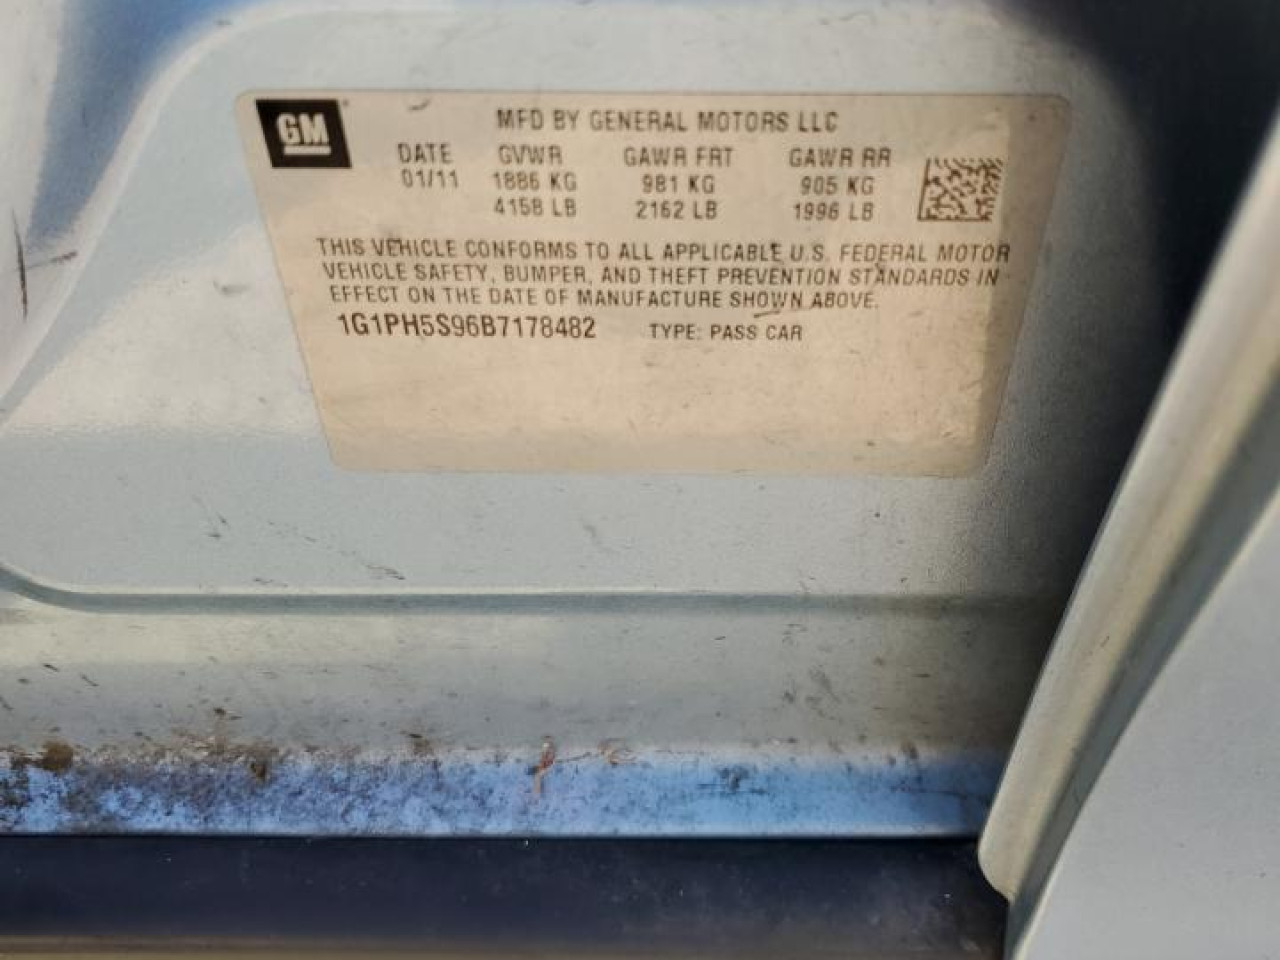 GM
MFD BY GENERAL MOTORS LLC
DATE GVWR GAWR FRT GAWR RR
01/11 1886 KG 981 KG 905 KG
4158 LB 2162 LB 1996 LB
THIS VEHICLE CONFORMS TO ALL APPLICABLE U.S. FEDERAL MOTOR
VEHICLE SAFETY, BUMPER, AND THEFT PREVENTION STANDARDS IN
EFFECT ON THE DATE OF MANUFACTURE SHOWN ABOVE.
1G1PH5S96B7178482 TYPE: PASS CAR